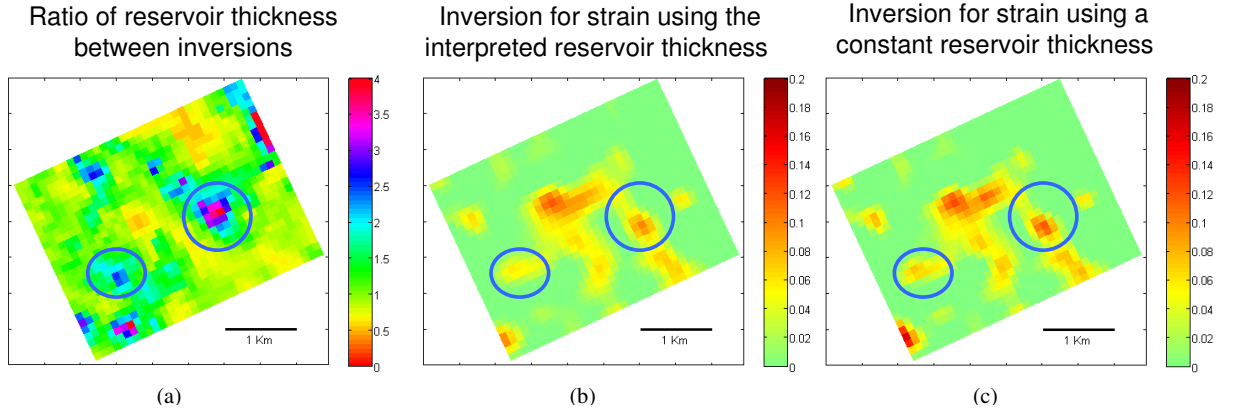 Ratio of reservoir thickness
between inversions
Inversion for strain using the
interpreted reservoir thickness
Inversion for strain using a
constant reservoir thickness
4
3.5
3
2.5
2
1.5
1
0.5
0
1 Km
0.2
0.18
0.16
0.14
0.12
0.1
0.08
0.06
0.04
0.02
0
1 Km
0.2
0.18
0.16
0.14
0.12
0.1
0.08
0.06
0.04
0.02
0
1 Km
(a)
(b)
(c)